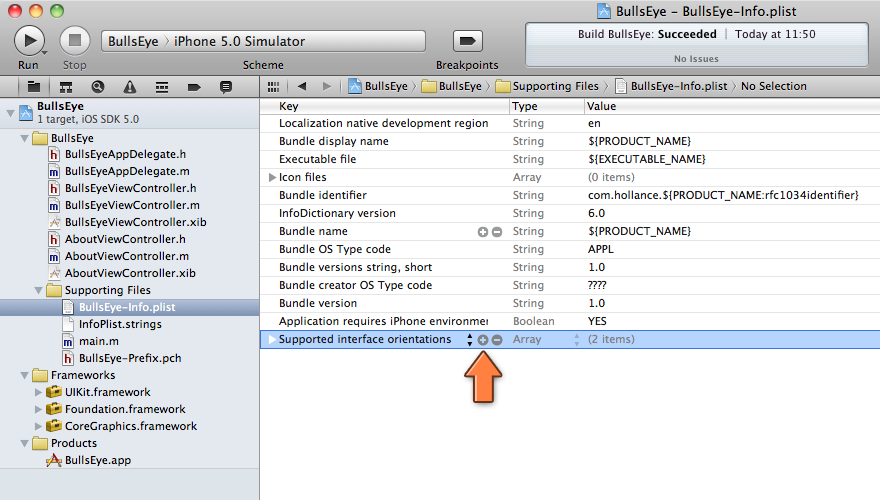 BullsEye – BullsEye-Info.plist
Run
Stop
BullsEye iPhone 5.0 Simulator
Scheme
Breakpoints
Build BullsEye: Succeeded Today at 11:50
No Issues
BullsEye BullsEye Supporting Files BullsEye-Info.plist No Selection
BullsEye
1 target, iOS SDK 5.0
BullsEye
BullsEyeAppDelegate.h
BullsEyeAppDelegate.m
BullsEyeViewController.h
BullsEyeViewController.m
BullsEyeViewController.xib
AboutViewController.h
AboutViewController.m
AboutViewController.xib
Supporting Files
BullsEye-Info.plist
InfoPlist.strings
main.m
BullsEye-Prefix.pch
Frameworks
UIKit.framework
Foundation.framework
CoreGraphics.framework
Products
BullsEye.app
Key Type Value
Localization native development region String en
Bundle display name String ${PRODUCT_NAME}
Executable file String ${EXECUTABLE_NAME}
Icon files Array (0 items)
Bundle identifier String com.hollance.${PRODUCT_NAME:rfc1034identifier}
InfoDictionary version String 6.0
Bundle name String ${PRODUCT_NAME}
Bundle OS Type code String APPL
Bundle versions string, short String 1.0
Bundle creator OS Type code String ????
Bundle version String 1.0
Application requires iPhone environmen Boolean YES
Supported interface orientations Array (2 items)